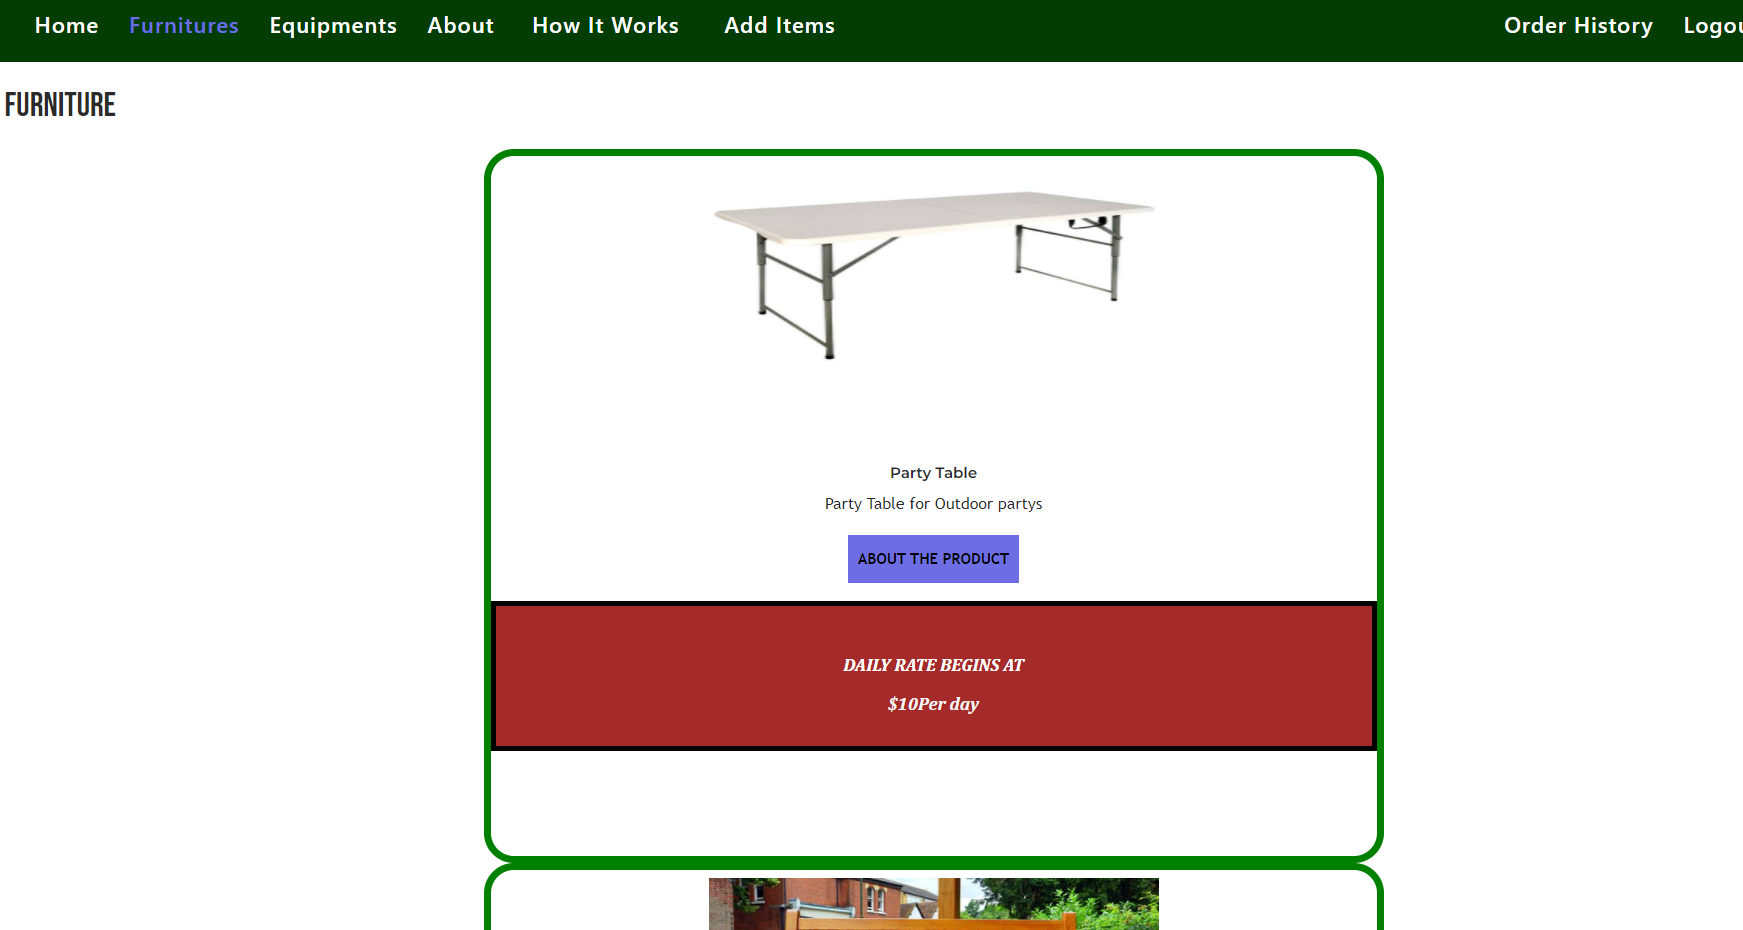 Home Furnitures Equipments About How It Works Add Items Order History Logou
FURNITURE
Party Table
Party Table for Outdoor partys
ABOUT THE PRODUCT
DAILY RATE BEGINS AT
$10Per day